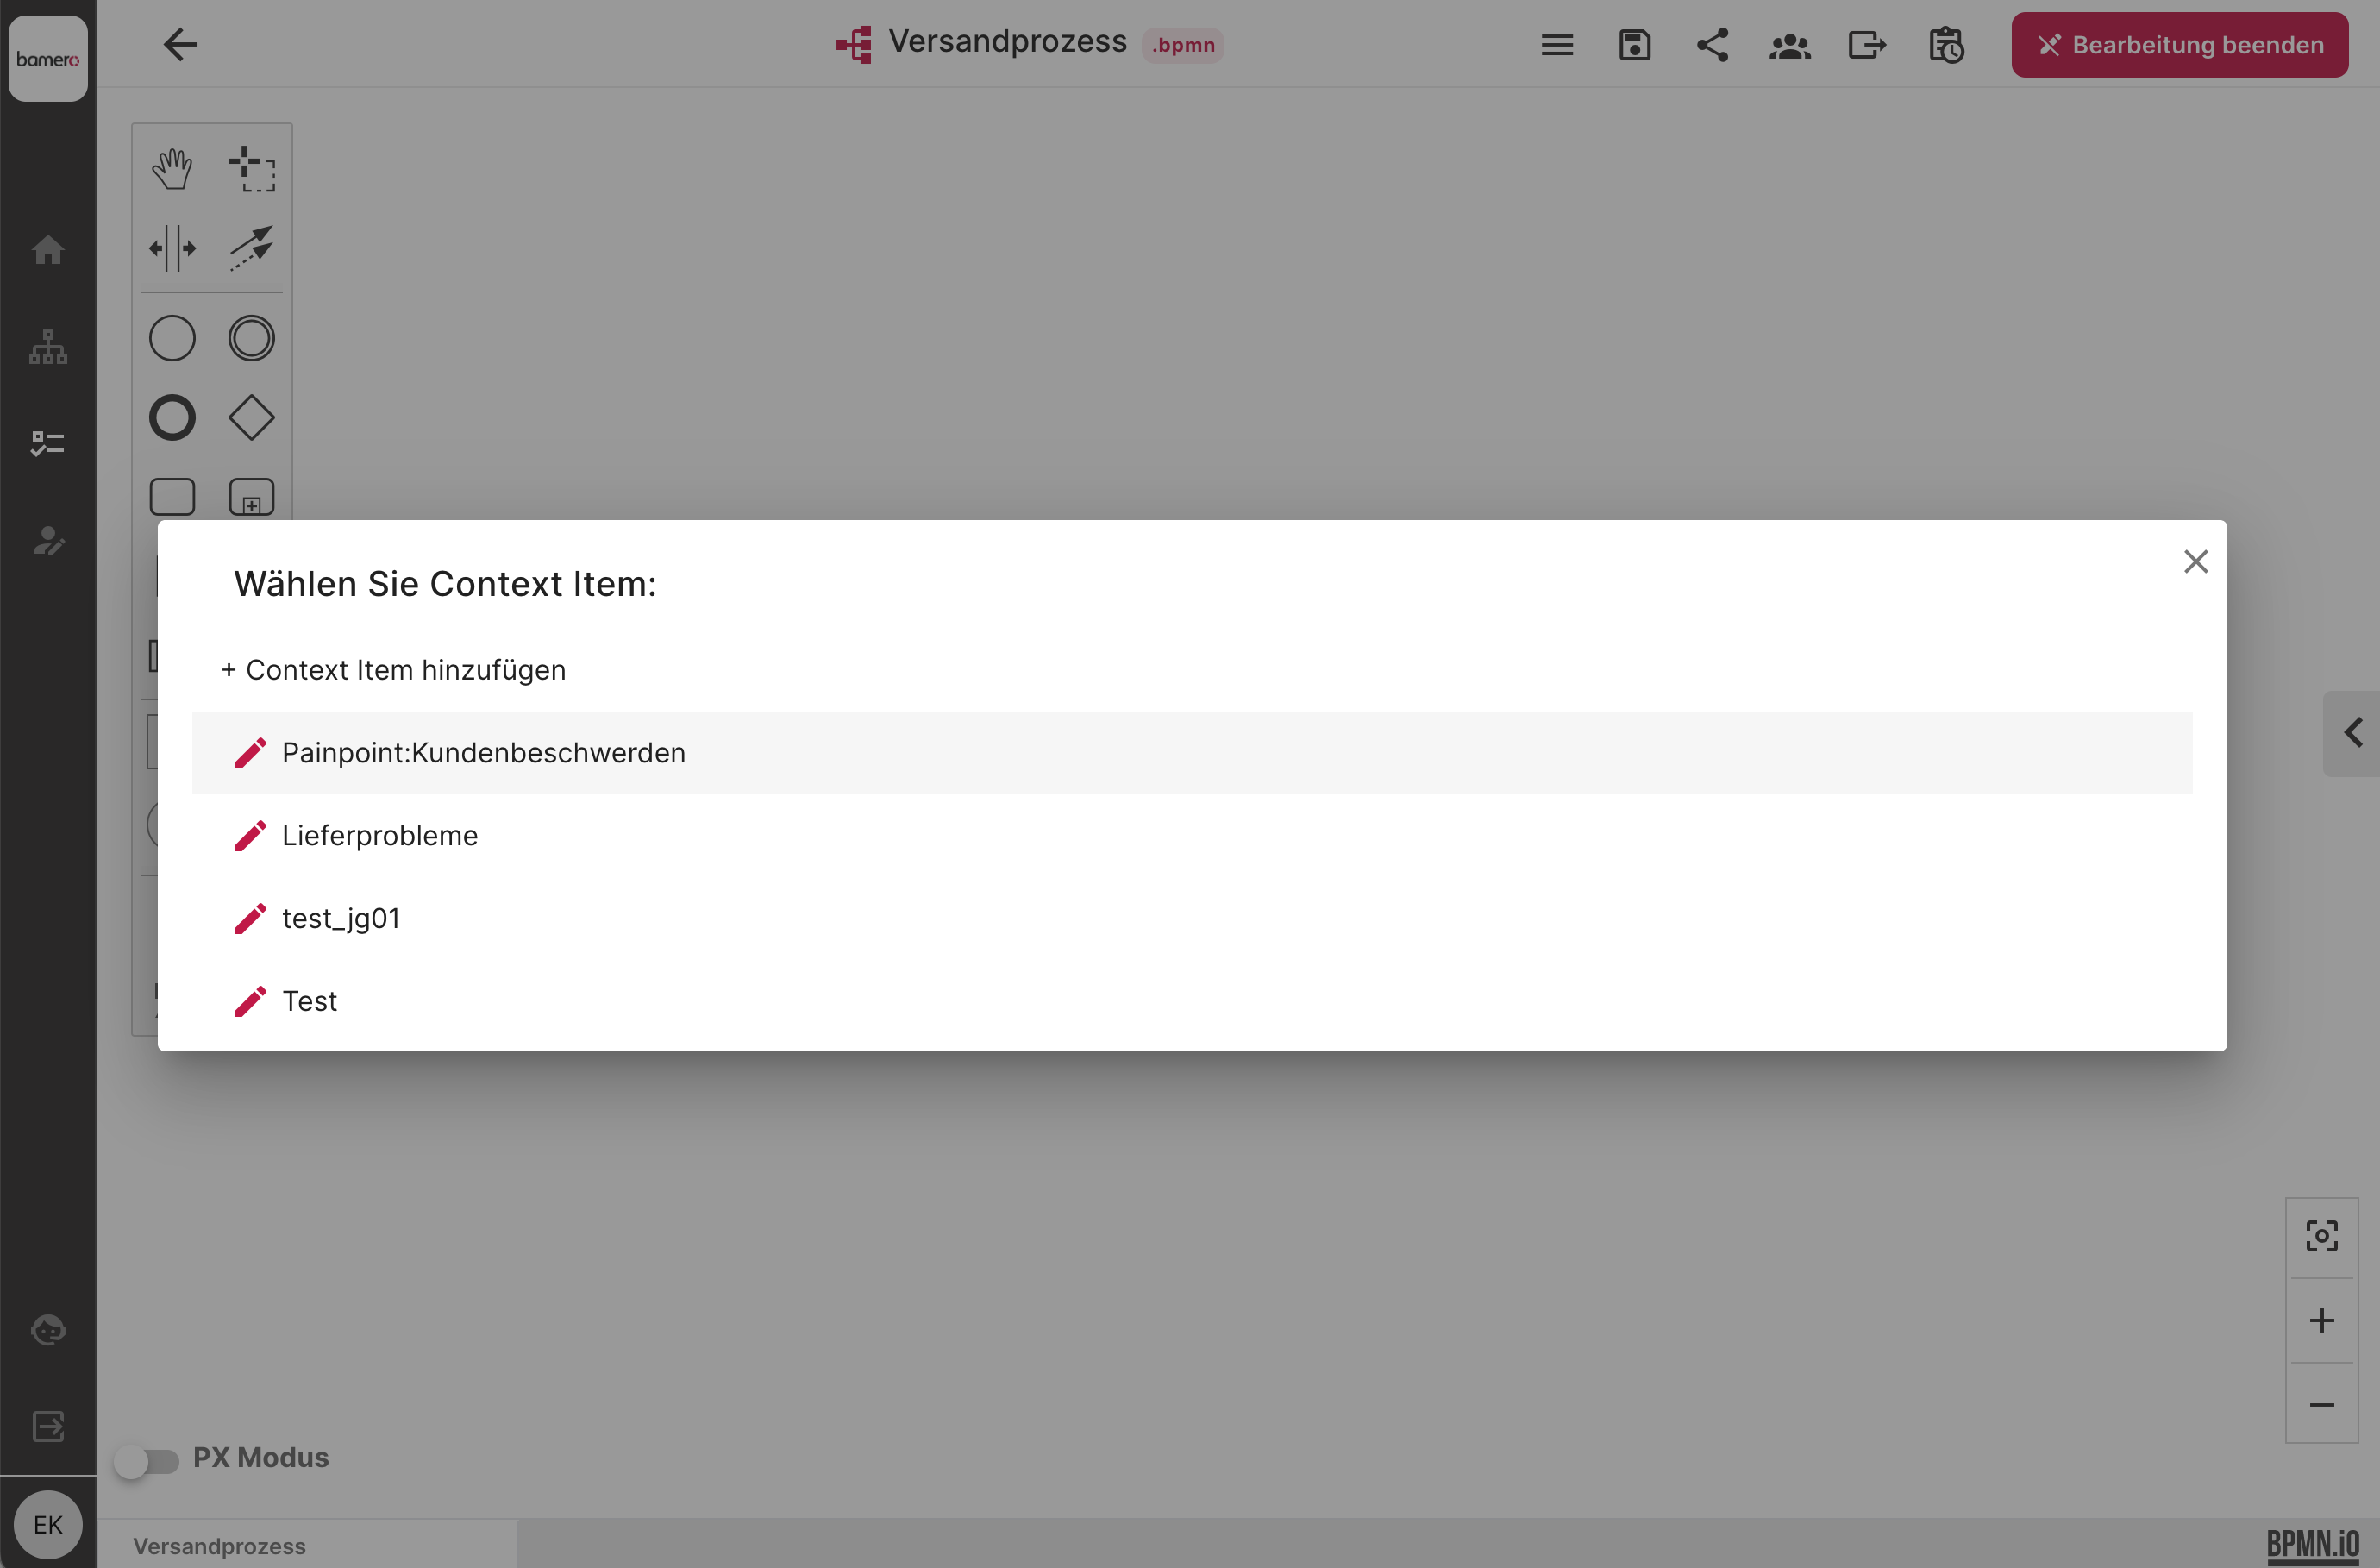 bamero
Versandprozess .bpmn
Bearbeitung beenden
Wählen Sie Context Item:
+ Context Item hinzufügen
Painpoint:Kundenbeschwerden
Lieferprobleme
test_jg01
Test
PX Modus
EK
Versandprozess
BPMN.iO